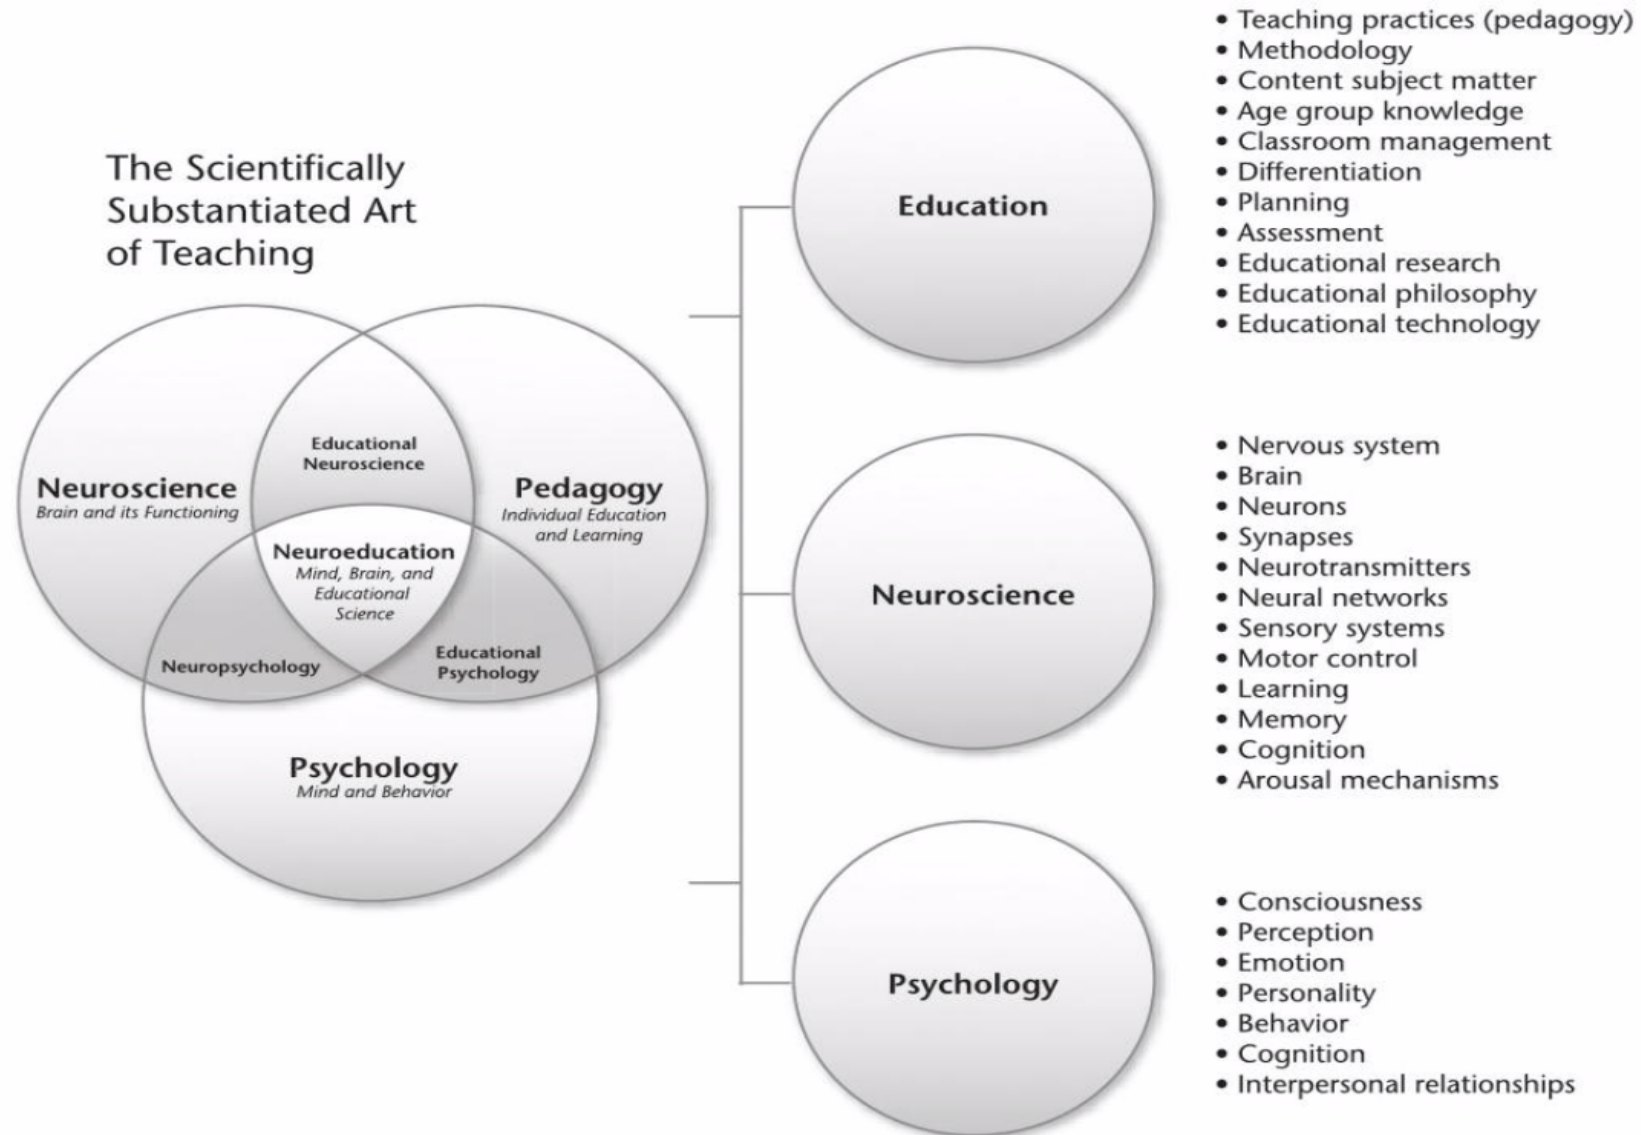 The Scientifically
Substantiated Art
of Teaching
Neuroscience
Brain and its Functioning
Educational
Neuroscience
Pedagogy
Individual Education
and Learning
Neuroeducation
Mind, Brain, and
Educational
Science
Neuropsychology
Educational
Psychology
Psychology
Mind and Behavior
Education
• Teaching practices (pedagogy)
• Methodology
• Content subject matter
• Age group knowledge
• Classroom management
• Differentiation
• Planning
• Assessment
• Educational research
• Educational philosophy
• Educational technology
Neuroscience
• Nervous system
• Brain
• Neurons
• Synapses
• Neurotransmitters
• Neural networks
• Sensory systems
• Motor control
• Learning
• Memory
• Cognition
• Arousal mechanisms
Psychology
• Consciousness
• Perception
• Emotion
• Personality
• Behavior
• Cognition
• Interpersonal relationships